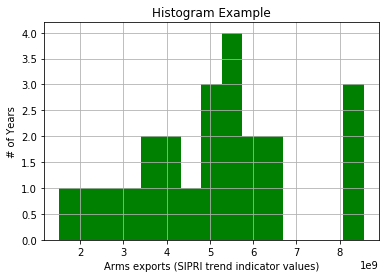 Histogram Example
4.0
3.5
3.0
2.5
2.0
1.5
1.0
0.5
0.0
# of Years
2 3 4 5 6 7 8
1e9
Arms exports (SIPRI trend indicator values)